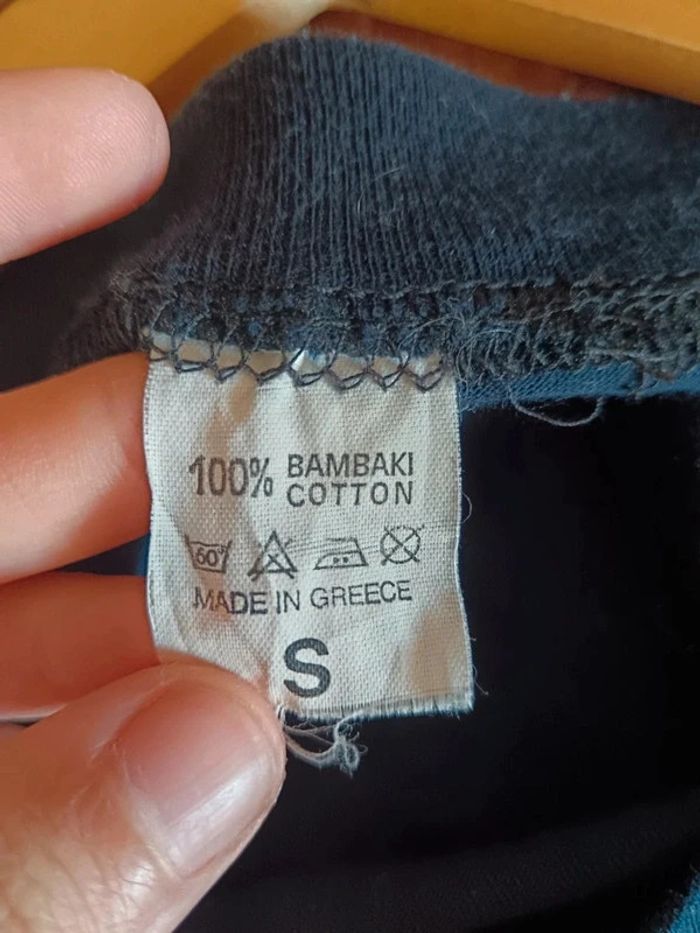 100% BAMBAKI
COTTON
60°
MADE IN GREECE
S